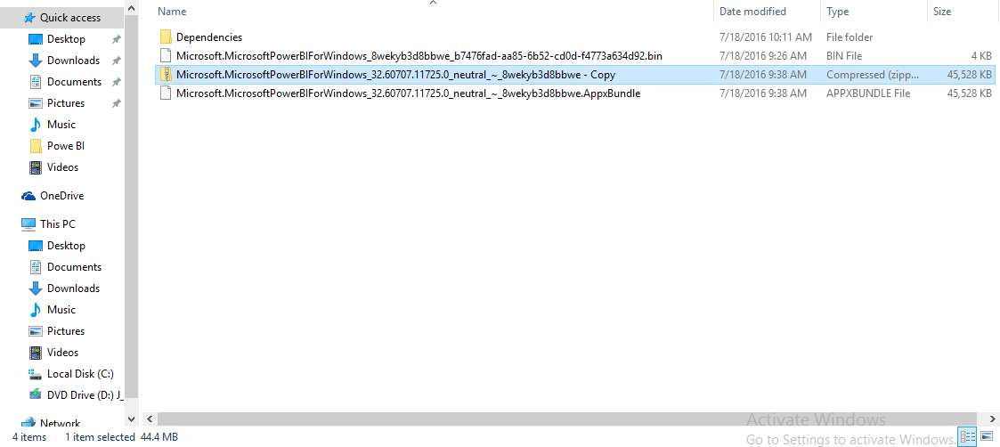 Name Date modified Type Size
Quick access
Desktop
Downloads
Documents
Pictures
Music
Powe BI
Videos
OneDrive
This PC
Desktop
Documents
Downloads
Music
Pictures
Videos
Local Disk (C:)
DVD Drive (D:) J_
Network
Dependencies 7/18/2016 10:11 AM File folder
Microsoft.MicrosoftPowerBIForWindows_8wekyb3d8bbwe_b7476fad-aa85-6b52-cd0d-f4773a634d92.bin 7/18/2016 9:26 AM BIN File 4 KB
Microsoft.MicrosoftPowerBIForWindows_32.60707.11725.0_neutral_~_8wekyb3d8bbwe - Copy 7/18/2016 9:38 AM Compressed (zipp... 45,528 KB
Microsoft.MicrosoftPowerBIForWindows_32.60707.11725.0_neutral_~_8wekyb3d8bbwe.AppxBundle 7/18/2016 9:38 AM APPXBUNDLE File 45,528 KB
Activate Windows
Go to Settings to activate Windows.
4 items 1 item selected 44.4 MB